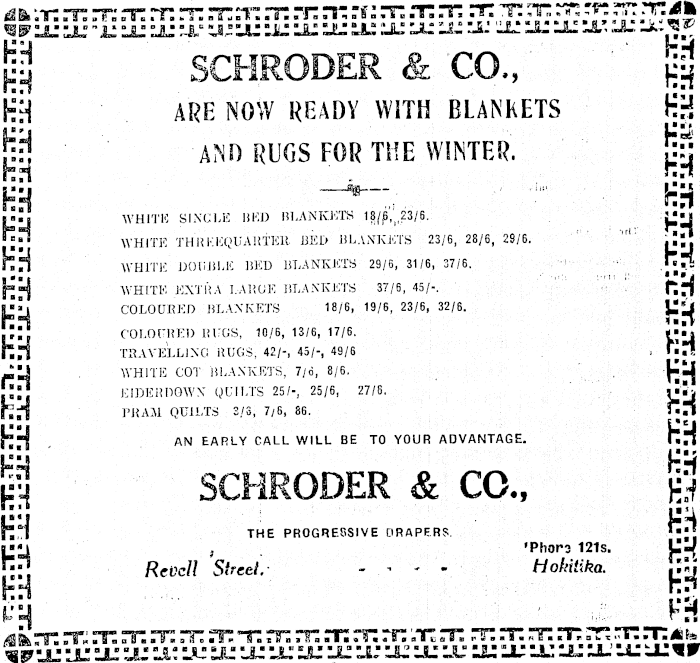 SCHRODER & CO.,
ARE NOW READY WITH BLANKETS
AND RUGS FOR THE WINTER.
WHITE SINGLE BED BLANKETS 18/6, 23/6.
WHITE THREEQUARTER BED BLANKETS 23/6, 28/6, 29/6.
WHITE DOUBLE BED BLANKETS 29/6, 31/6, 37/6.
WHITE EXTRA LARGE BLANKETS 37/6, 45/-.
COLOURED BLANKETS 18/6, 19/6, 23/6, 32/6.
COLOURED RUGS, 10/6, 13/6, 17/6.
TRAVELLING RUGS, 42/-, 45/-, 49/6
WHITE COT BLANKETS, 7/6, 8/6.
EIDERDOWN QUILTS 25/-, 25/6, 27/6.
PRAM QUILTS 3/3, 7/6, 86.
AN EARLY CALL WILL BE TO YOUR ADVANTAGE.
SCHRODER & CO.,
THE PROGRESSIVE DRAPERS.
'Phone 121s.
Revell Street. - - - - Hokitika.